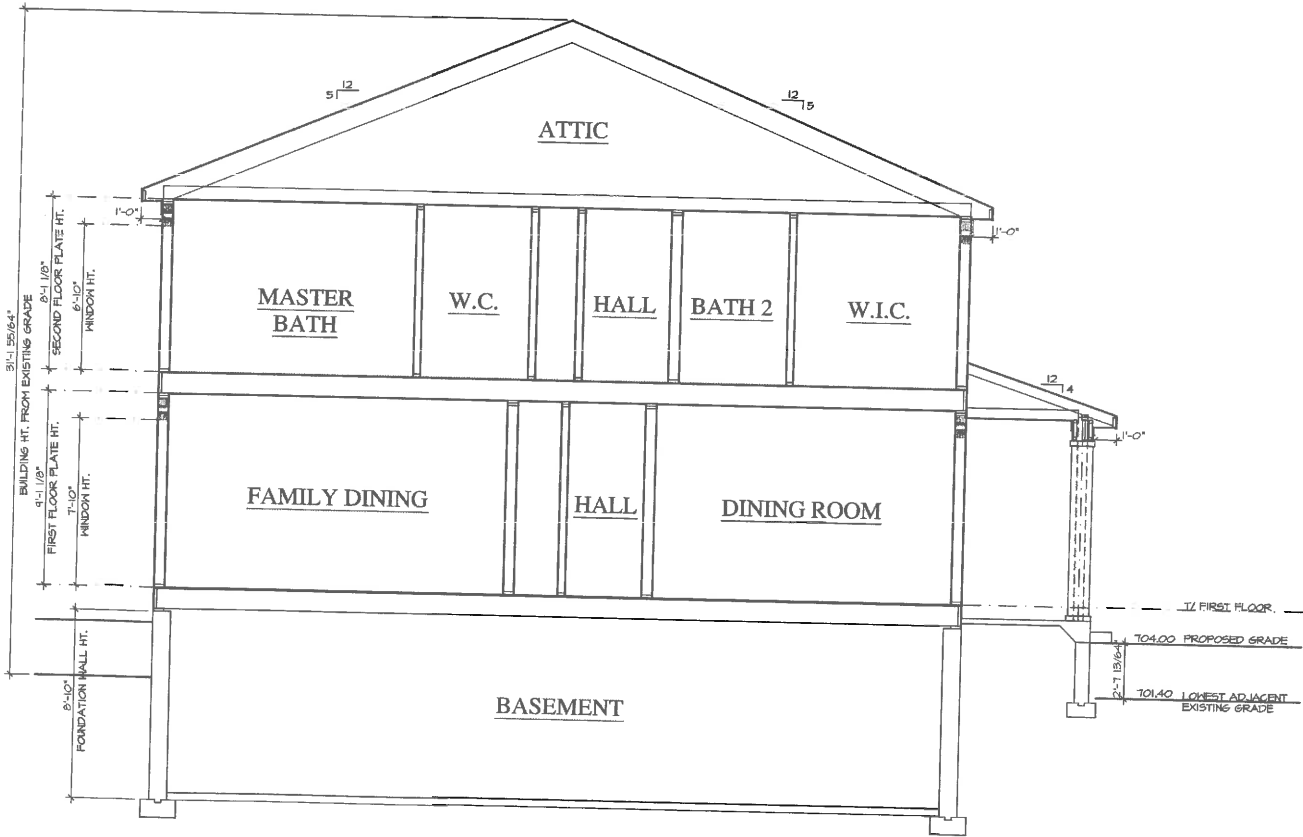 12
5
12
5
ATTIC
1'-0"
1'-0"
31'-1 55/64"
BUILDING HT. FROM EXISTING GRADE
8'-1 1/8"
SECOND FLOOR PLATE HT.
6'-10"
WINDOW HT.
MASTER
BATH
W.C.
HALL
BATH 2
W.I.C.
12
4
1'-0"
9'-1 1/8"
FIRST FLOOR PLATE HT.
7'-10"
WINDOW HT.
FAMILY DINING
HALL
DINING ROOM
T/ FIRST FLOOR
704.00 PROPOSED GRADE
2'-7 13/64"
701.40 LOWEST ADJACENT
EXISTING GRADE
8'-10"
FOUNDATION WALL HT.
BASEMENT